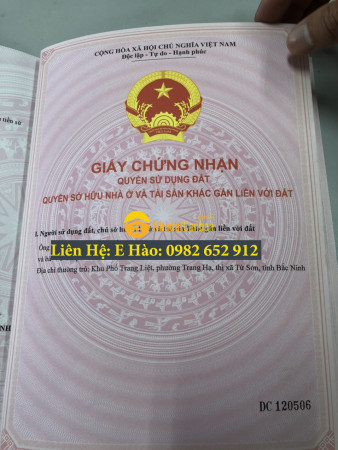 CỘNG HÒA XÃ HỘI CHỦ NGHĨA VIỆT NAM
Độc lập - Tự do - Hạnh phúc
GIẤY CHỨNG NHẬN
QUYỀN SỬ DỤNG ĐẤT
QUYỀN SỞ HỮU NHÀ Ở VÀ TÀI SẢN KHÁC GẮN LIỀN VỚI ĐẤT
I. Người sử dụng đất, chủ sở hữu nhà ở và tài sản khác gắn liền với đất
Ông
Liên Hệ: E Hào: 0982 652 912
và
Địa chỉ thường trú: Khu Phố Trang Liệt, phường Trang Hạ, thị xã Từ Sơn, tỉnh Bắc Ninh
DC 120506